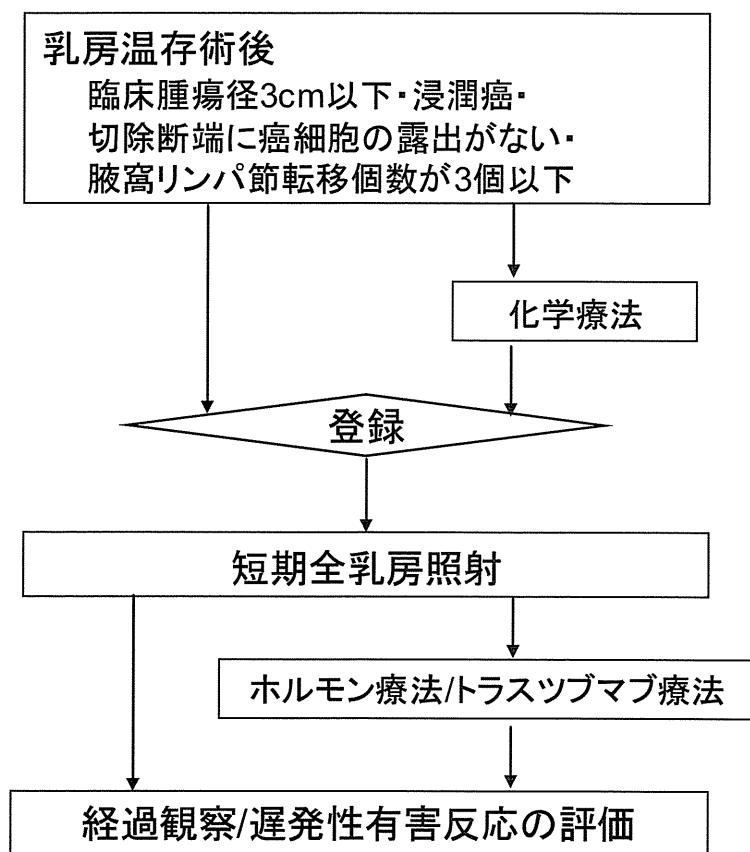 乳房温存術後
臨床腫瘍径3cm以下・浸潤癌・
切除断端に癌細胞の露出がない・
腋窩リンパ節転移個数が3個以下
化学療法
登録
短期全乳房照射
ホルモン療法/トラスツブマブ療法
経過観察/遅発性有害反応の評価